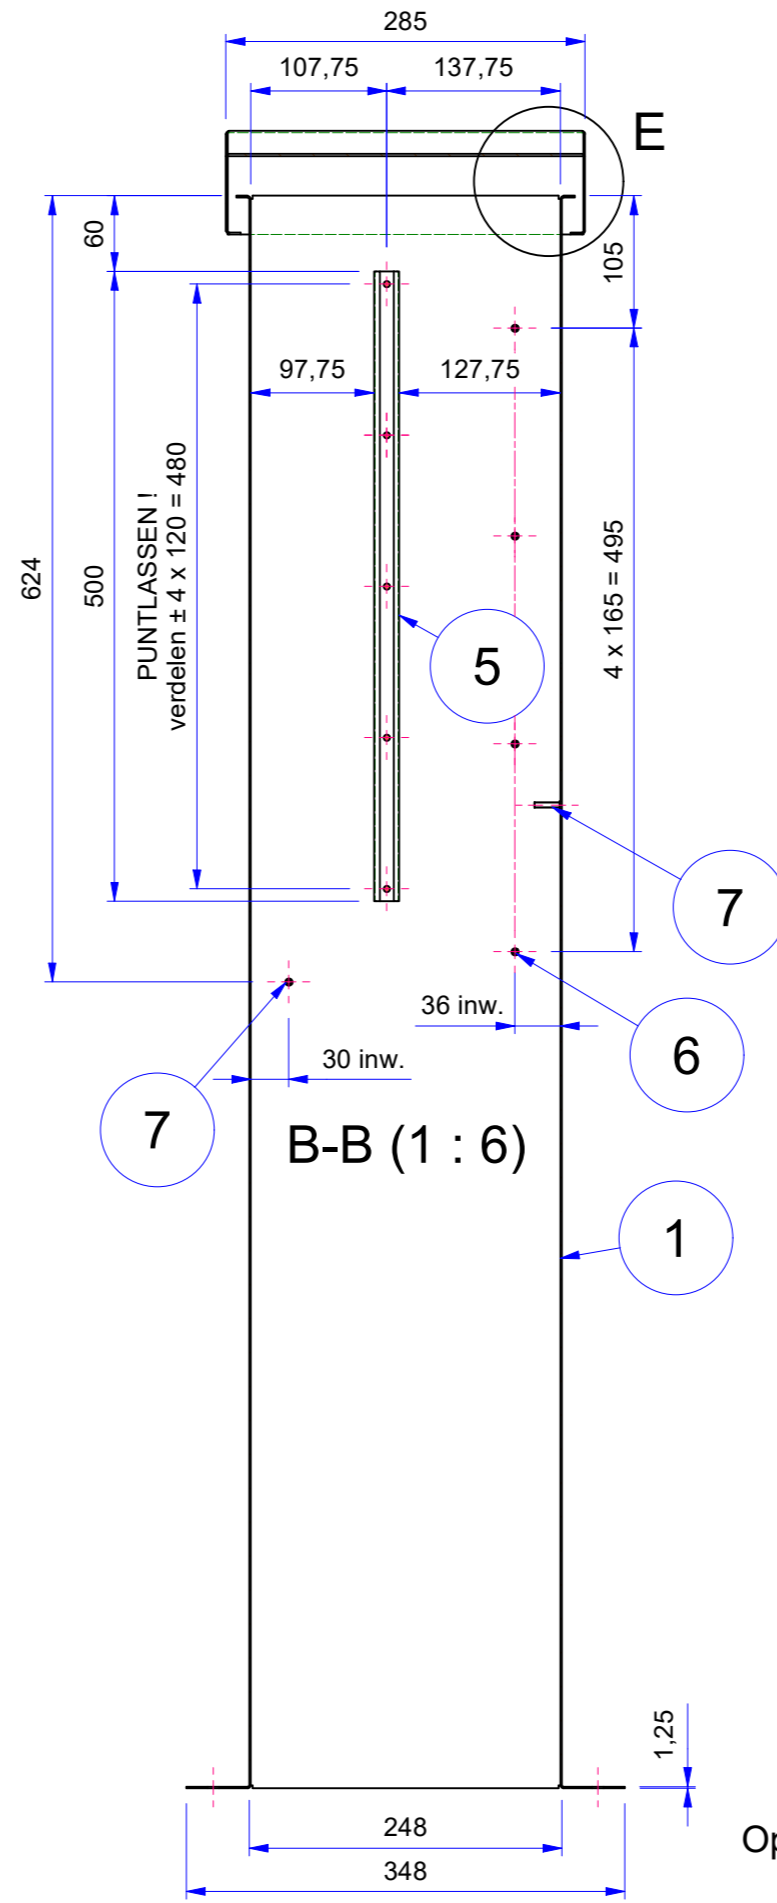 285
107,75
137,75
E
60
105
97,75
127,75
624
500
PUNTLASSEN !
verdelen ± 4 x 120 = 480
4 x 165 = 495
5
7
36 inw.
6
30 inw.
7
B-B (1 : 6)
1
1,25
248
Op
348